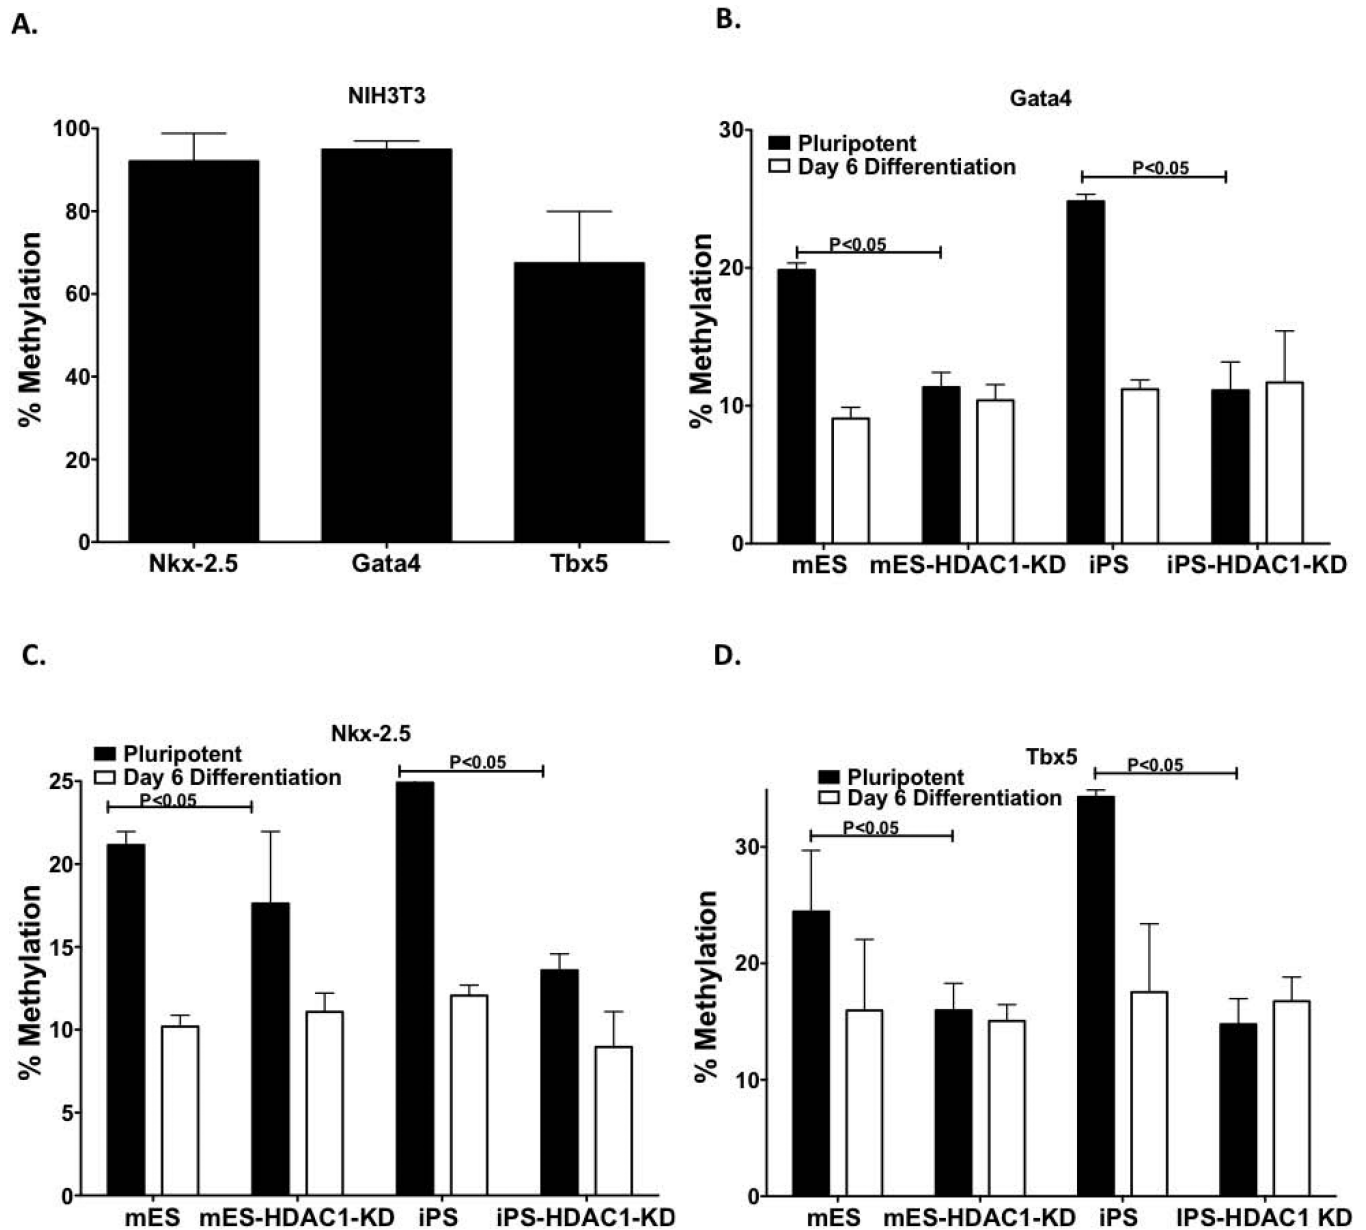 A.
NIH3T3
% Methylation
100
80
60
40
20
0
Nkx-2.5 Gata4 Tbx5
B.
Gata4
Pluripotent
Day 6 Differentiation
P<0.05
P<0.05
% Methylation
30
20
10
0
mES mES-HDAC1-KD iPS iPS-HDAC1-KD
C.
Nkx-2.5
Pluripotent
Day 6 Differentiation
P<0.05
P<0.05
% Methylation
25
20
15
10
5
0
mES mES-HDAC1-KD iPS iPS-HDAC1-KD
D.
Tbx5
Pluripotent
Day 6 Differentiation
P<0.05
P<0.05
% Methylation
30
20
10
0
mES mES-HDAC1-KD iPS IPS-HDAC1 KD